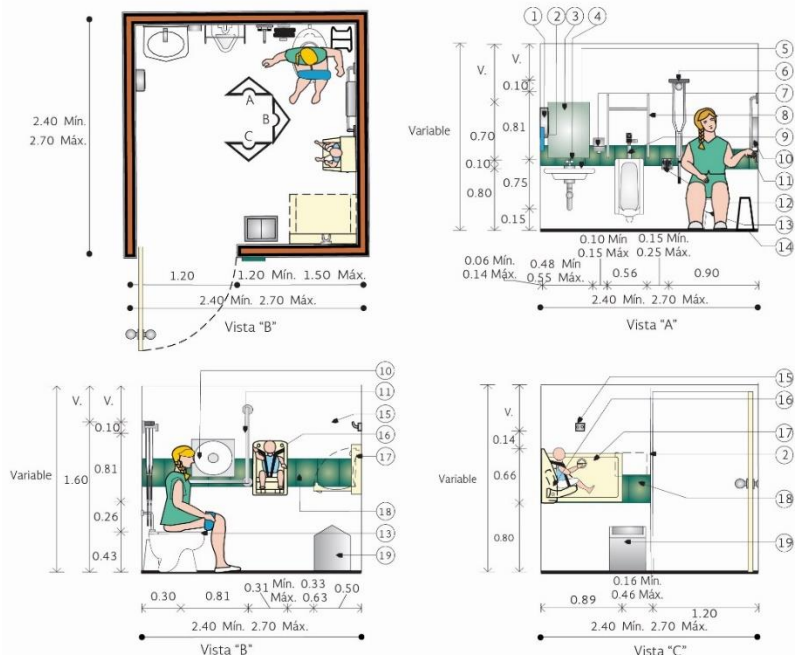 A
B
C
2.40 Mín.
2.70 Máx.
1.20
1.20 Mín. 1.50 Máx.
2.40 Mín. 2.70 Máx.
Vista "B"
1
2
3
4
5
6
7
8
9
10
11
12
13
14
Variable
V.
0.70
0.10
0.80
V.
0.10
0.81
0.75
0.15
0.06 Mín.
0.14 Máx.
0.48 Mín
0.55 Máx.
0.10 Mín
0.15 Máx
0.56
0.15 Mín.
0.25 Máx.
0.90
2.40 Mín. 2.70 Máx.
Vista "A"
10
11
15
16
17
18
13
19
Variable
V.
1.60
V.
0.10
0.81
0.26
0.43
0.30
0.81
0.31 Mín. 0.33
Máx. 0.63
0.50
2.40 Mín. 2.70 Máx.
Vista "B"
15
16
17
2
18
19
Variable
V.
0.14
0.66
0.80
0.89
0.16 Mín.
0.46 Máx.
1.20
2.40 Mín. 2.70 Máx.
Vista "C"